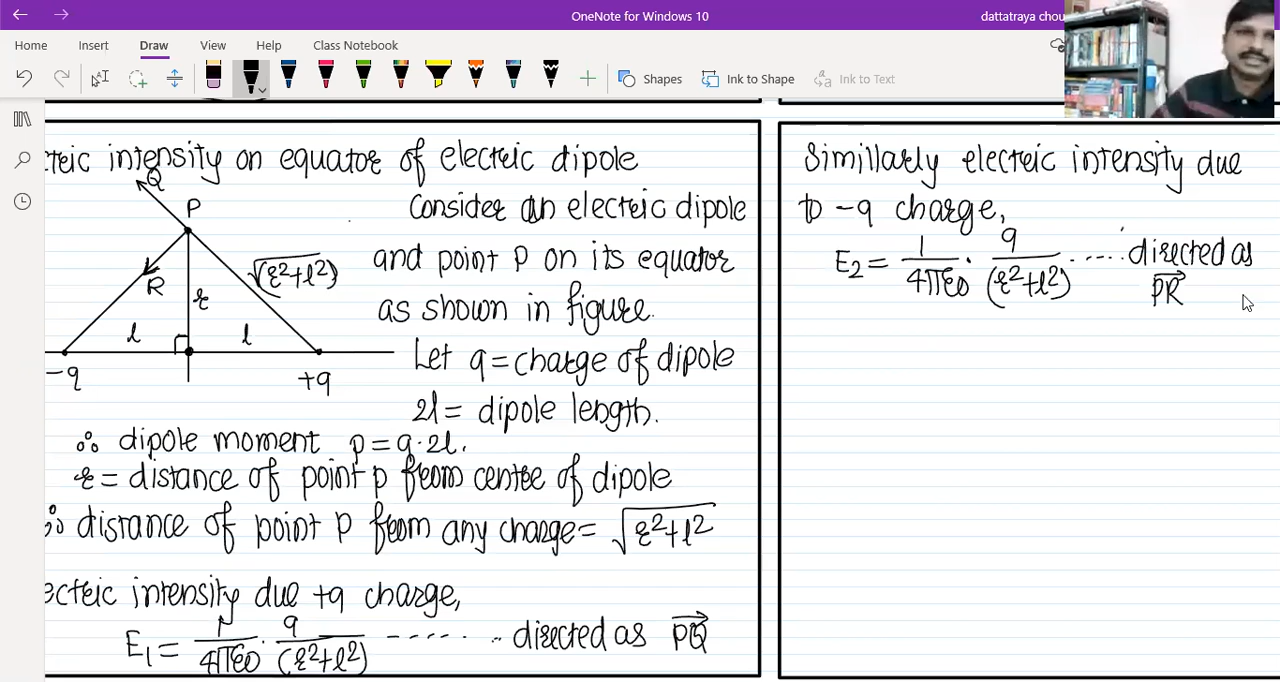 OneNote for Windows 10
dattatraya chou
Home Insert Draw View Help Class Notebook
Shapes Ink to Shape Ink to Text
ctric intensity on equator of electric dipole
Q
P
R
r
√(r²+l²)
l l
-q +q
Consider an electric dipole
and point P on its equator
as shown in figure.
Let q = charge of dipole
2l = dipole length.
∴ dipole moment p = q·2l.
r = distance of point p from centre of dipole
∴ distance of point p from any charge = √r²+l²
ectric intensity due +q charge,
E₁ = 1/4πε0 · q/(r²+l²) ------ .. directed as PQ⃗
Simillarly electric intensity due
to -q charge,
E₂ = 1/4πε0 · q/(r²+l²) ..... directed as
PR⃗